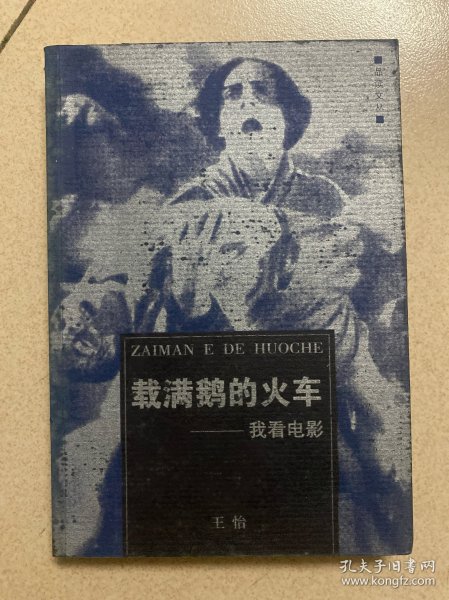 ZAIMAN E DE HUOCHE
载满鹅的火车
——我看电影
王怡
孔夫子旧书网
www.kongfz.com